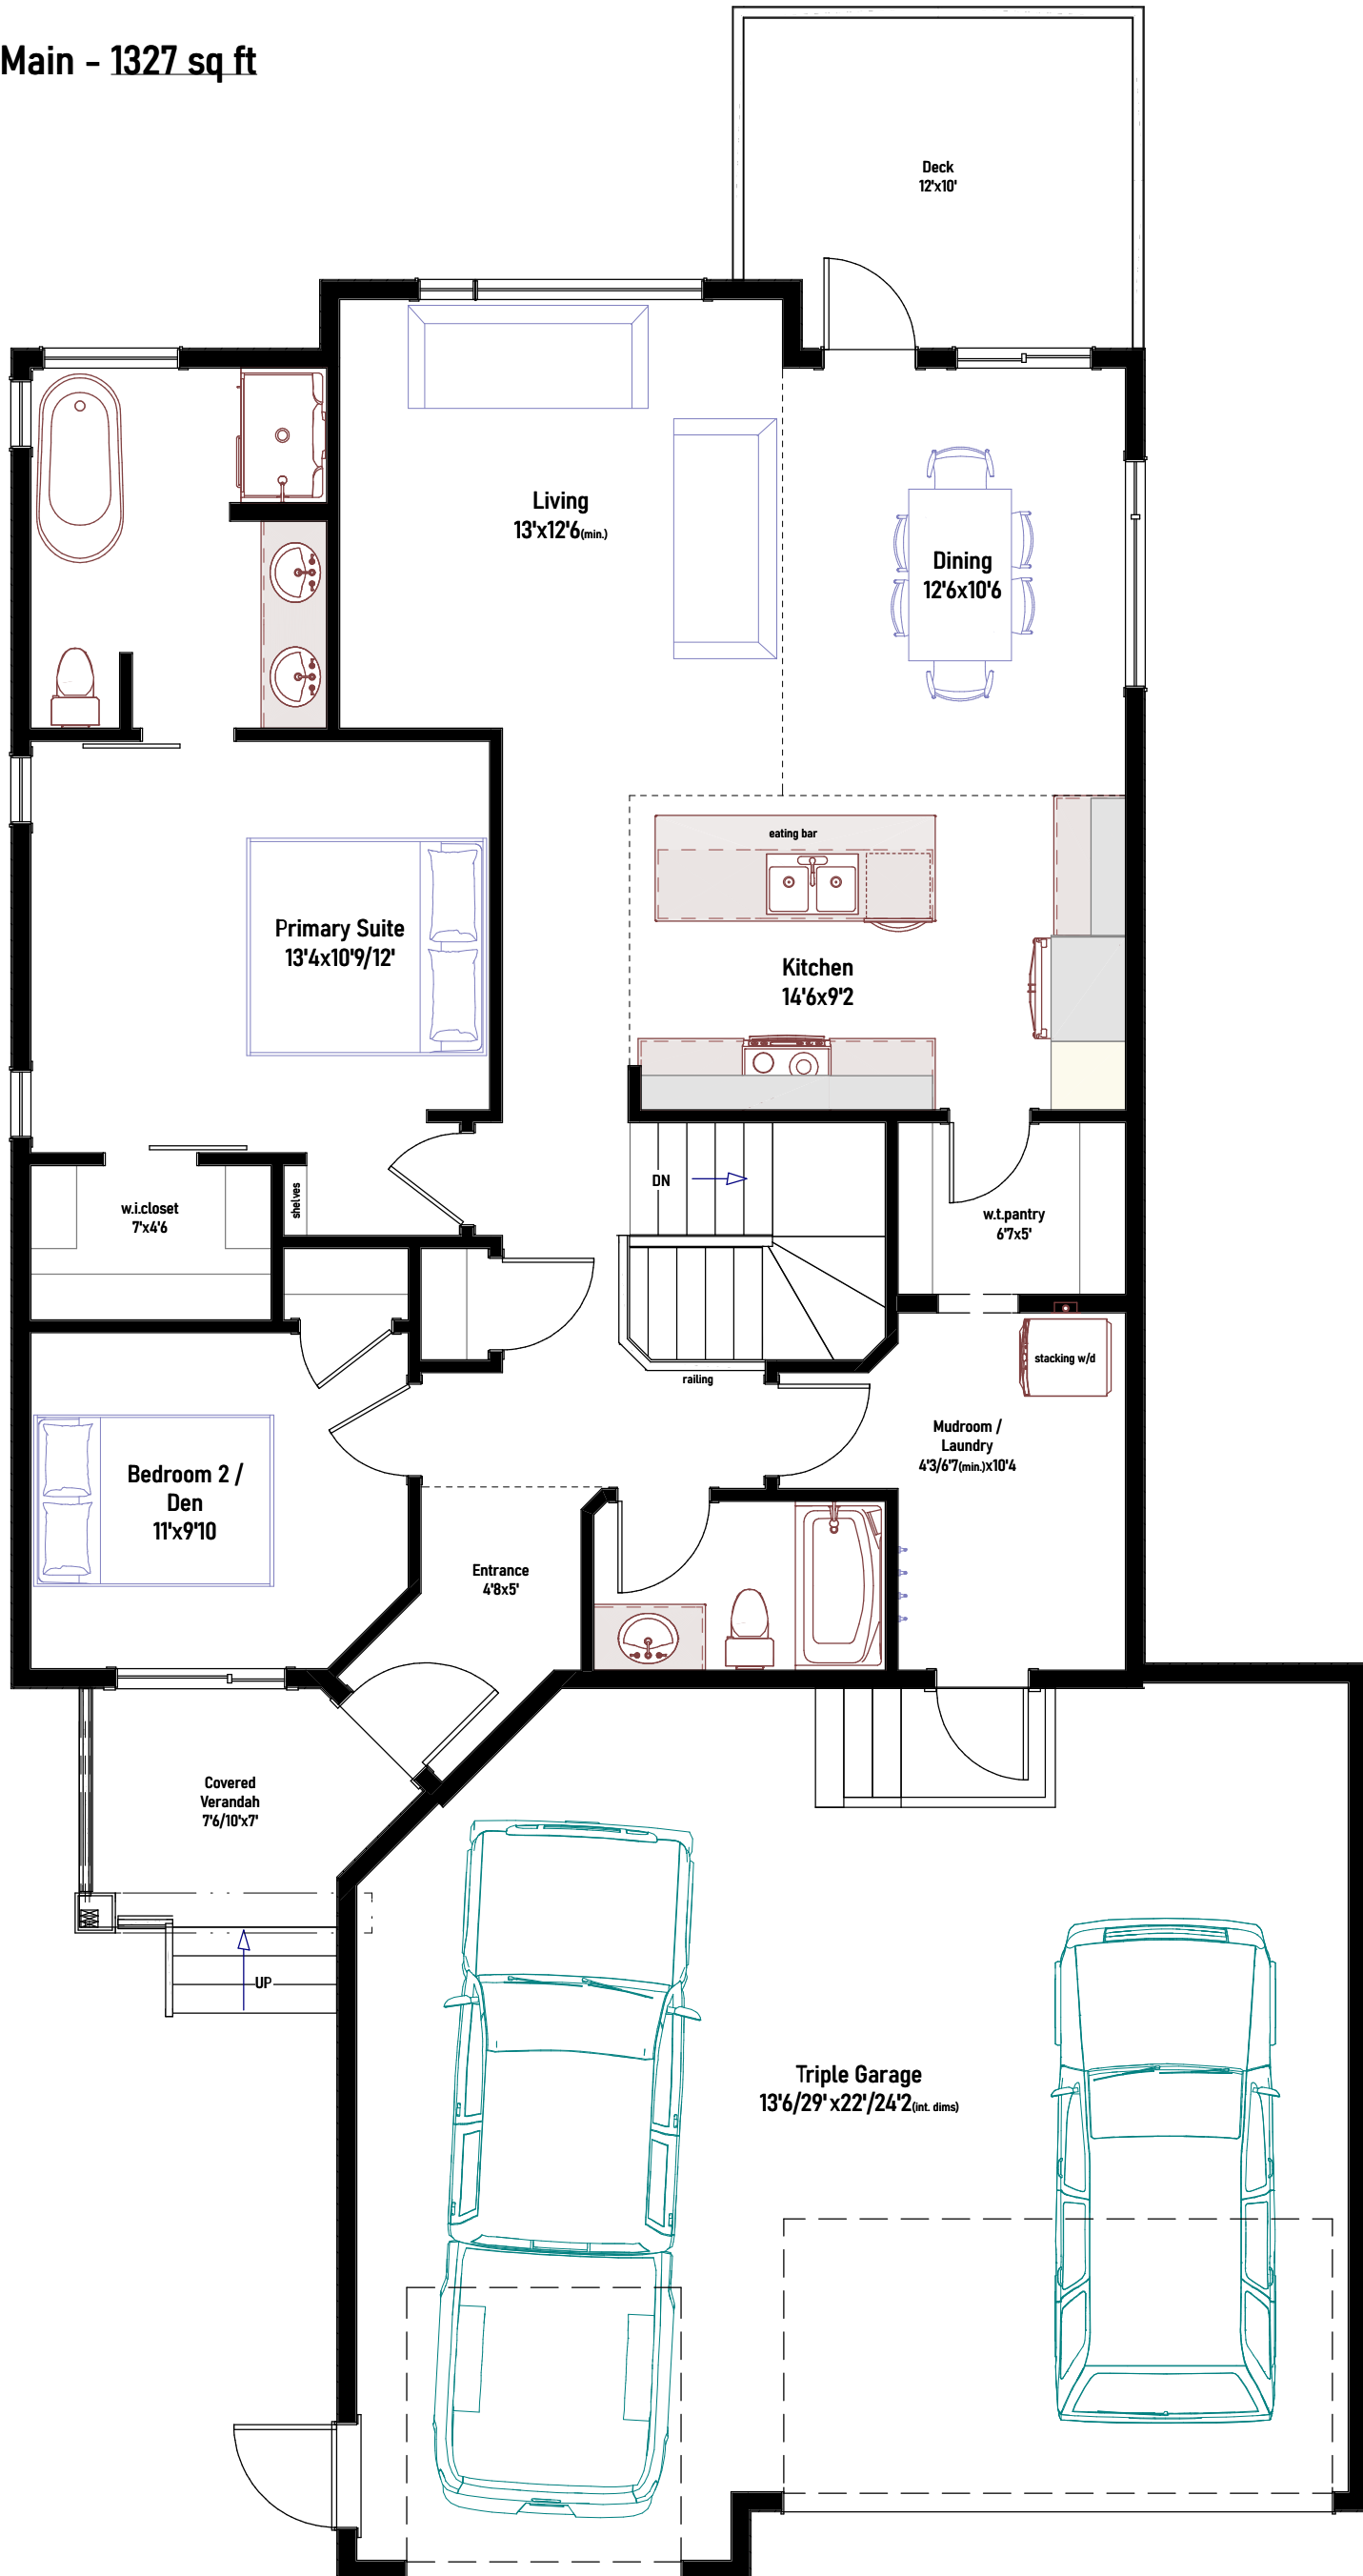 Main - 1327 sq ft
Deck
12'x10'
Living
13'x12'6(min.)
Dining
12'6x10'6
eating bar
Primary Suite
13'4x10'9/12'
Kitchen
14'6x9'2
DN
shelves
w.i.closet
7'x4'6
w.t.pantry
6'7x5'
stacking w/d
railing
Mudroom /
Laundry
4'3/6'7(min.)x10'4
Bedroom 2 /
Den
11'x9'10
Entrance
4'8x5'
Covered
Verandah
7'6/10'x7'
UP
Triple Garage
13'6/29'x22'/24'2(int. dims)